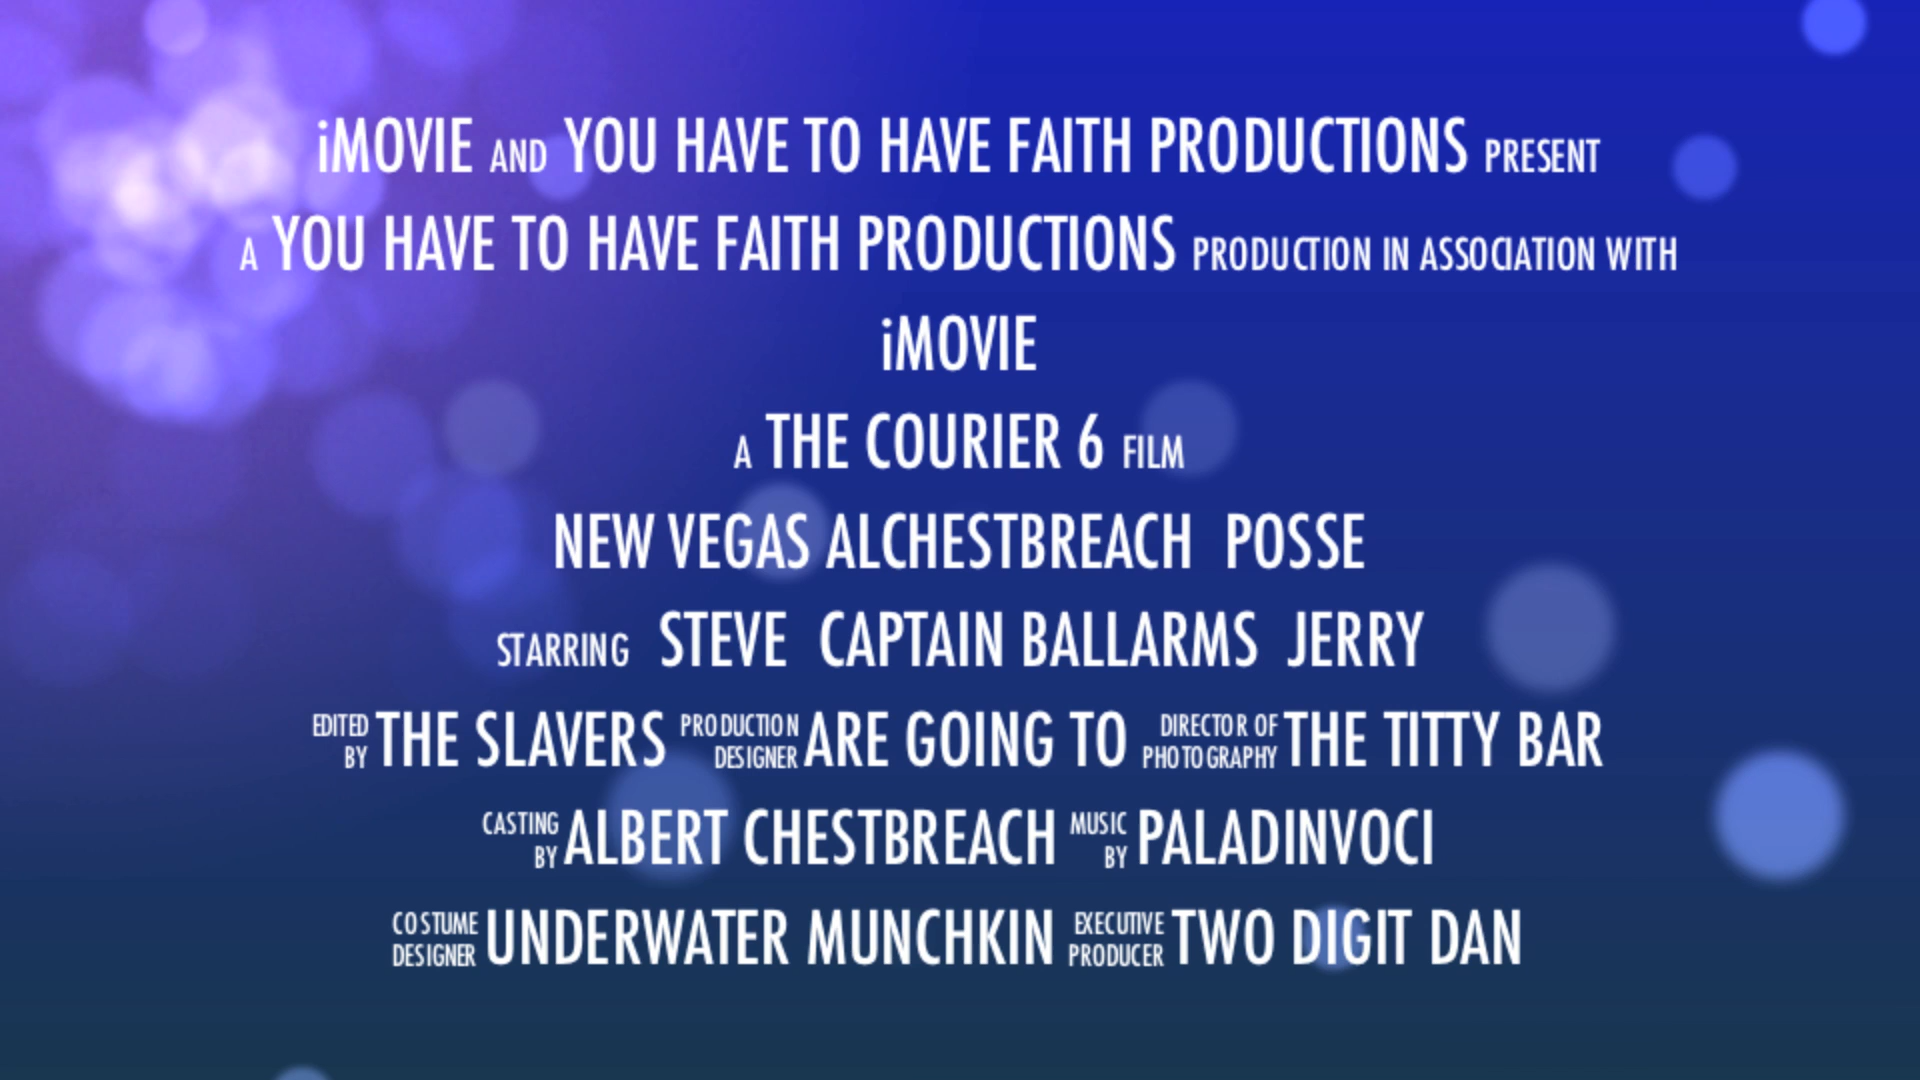 iMOVIE AND YOU HAVE TO HAVE FAITH PRODUCTIONS PRESENT
A YOU HAVE TO HAVE FAITH PRODUCTIONS PRODUCTION IN ASSOCIATION WITH
iMOVIE
A THE COURIER 6 FILM
NEW VEGAS ALCHESTBREACH POSSE
STARRING STEVE CAPTAIN BALLARMS JERRY
EDITED BY THE SLAVERS PRODUCTION DESIGNER ARE GOING TO DIRECTOR OF PHOTOGRAPHY THE TITTY BAR
CASTING BY ALBERT CHESTBREACH MUSIC BY PALADINVOCI
COSTUME DESIGNER UNDERWATER MUNCHKIN EXECUTIVE PRODUCER TWO DIGIT DAN